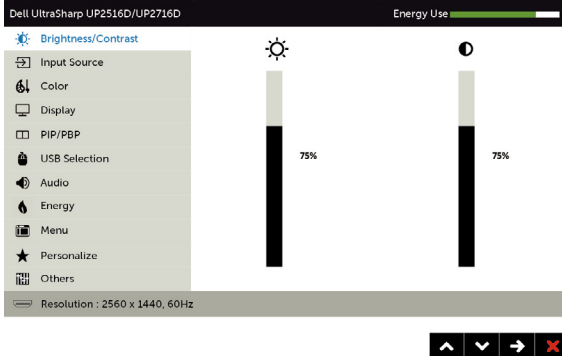 Dell UltraSharp UP2516D/UP2716D
Energy Use
Brightness/Contrast
Input Source
Color
Display
PIP/PBP
USB Selection
Audio
Energy
Menu
Personalize
Others
75%
75%
Resolution : 2560 x 1440, 60Hz